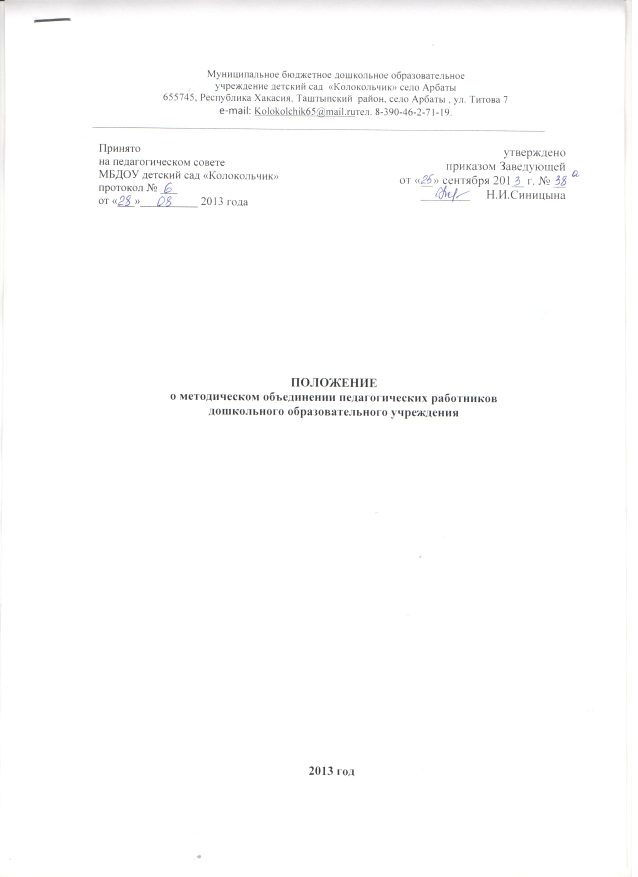 Муниципальное бюджетное дошкольное образовательное
учреждение детский сад «Колокольчик» село Арбаты
655745, Республика Хакасия, Таштыпский район, село Арбаты , ул. Титова 7
e-mail: Kolokolchik65@mail.ruтел. 8-390-46-2-71-19.
Принято
на педагогическом совете
МБДОУ детский сад «Колокольчик»
протокол № 6
от «28» 08 2013 года
утверждено
приказом Заведующей
от «25» сентября 2013 г. № 38 а
Н.И.Синицына
ПОЛОЖЕНИЕ
о методическом объединении педагогических работников
дошкольного образовательного учреждения
2013 год